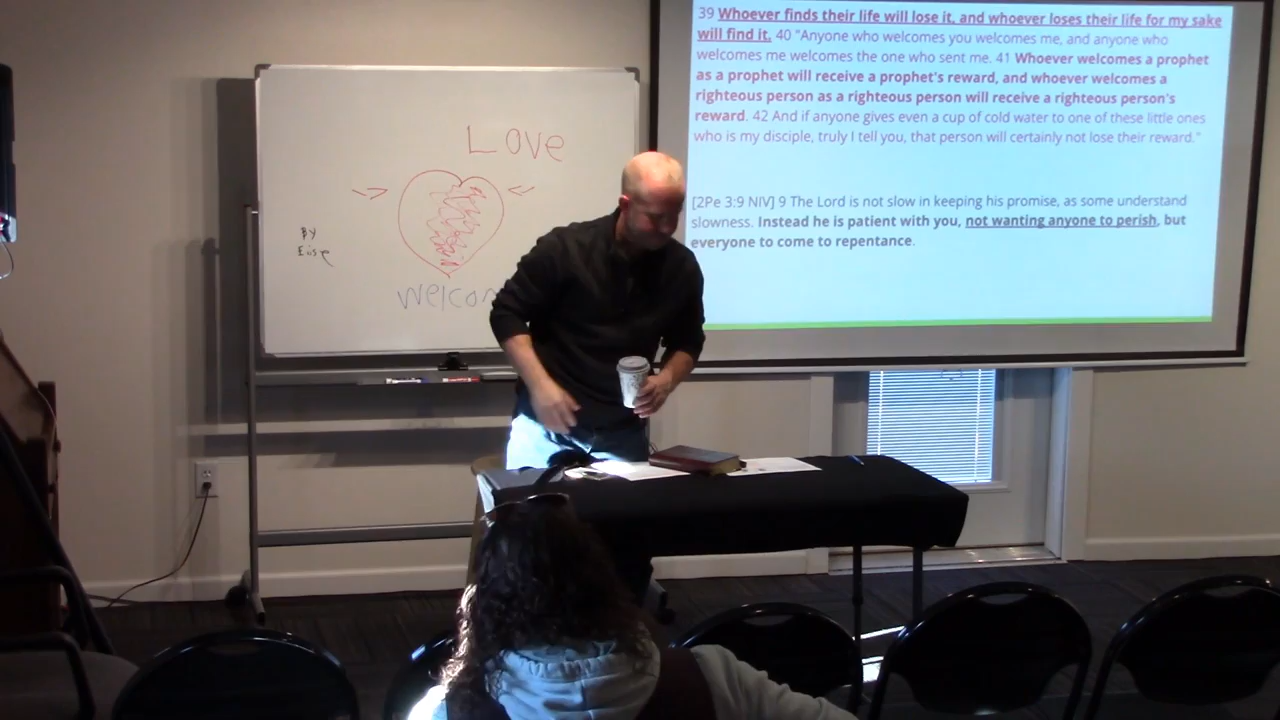 39 Whoever finds their life will lose it, and whoever loses their life for my sake
will find it. 40 "Anyone who welcomes you welcomes me, and anyone who
welcomes me welcomes the one who sent me. 41 Whoever welcomes a prophet
as a prophet will receive a prophet's reward, and whoever welcomes a
righteous person as a righteous person will receive a righteous person's
reward. 42 And if anyone gives even a cup of cold water to one of these little ones
who is my disciple, truly I tell you, that person will certainly not lose their reward."
[2Pe 3:9 NIV] 9 The Lord is not slow in keeping his promise, as some understand
slowness. Instead he is patient with you, not wanting anyone to perish, but
everyone to come to repentance.
Love
By
Welcom